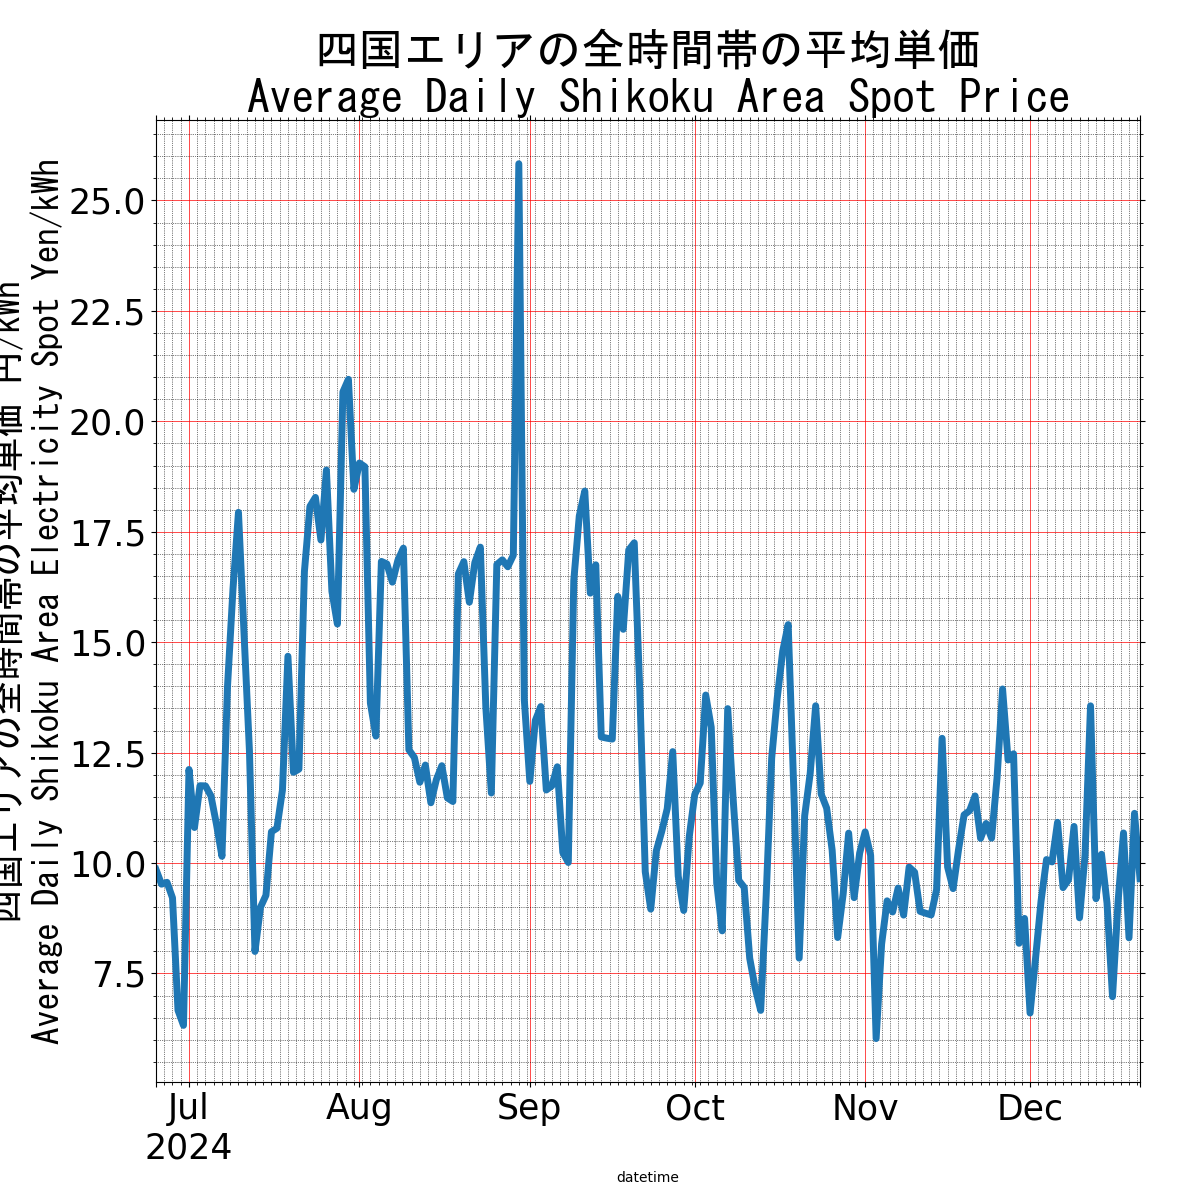 四国エリアの全時間帯の平均単価
Average Daily Shikoku Area Spot Price
四国エリアの全時間帯の平均単価 円/kWh
Average Daily Shikoku Area Electricity Spot Yen/kWh
25.0
22.5
20.0
17.5
15.0
12.5
10.0
7.5
Jul
Aug
Sep
Oct
Nov
Dec
2024
datetime